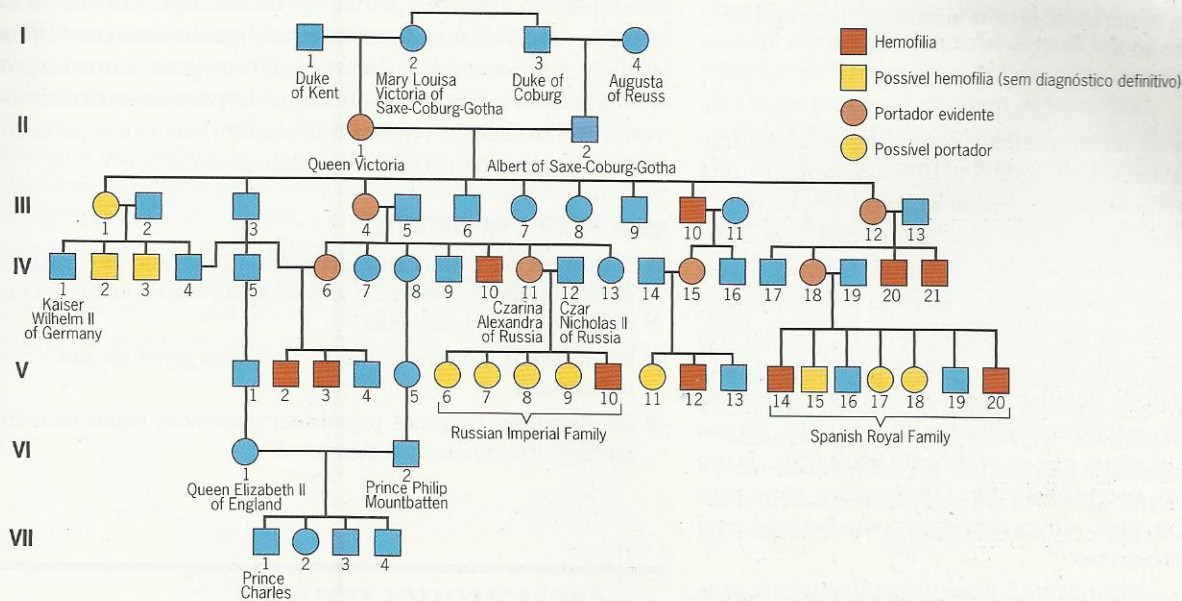 I
1
Duke
of Kent
2
Mary Louisa
Victoria of
Saxe-Coburg-Gotha
3
Duke of
Coburg
4
Augusta
of Reuss
Hemofilia
Possível hemofilia (sem diagnóstico definitivo)
Portador evidente
Possível portador
II
1
Queen Victoria
2
Albert of Saxe-Coburg-Gotha
III
1 2 3 4 5 6 7 8 9 10 11 12 13
IV
1 2 3 4 5 6 7 8 9 10 11 12 13 14 15 16 17 18 19 20 21
Kaiser
Wilhelm II
of Germany
Czarina
Alexandra
of Russia
Czar
Nicholas II
of Russia
V
1 2 3 4 5 6 7 8 9 10 11 12 13 14 15 16 17 18 19 20
Russian Imperial Family
Spanish Royal Family
VI
1
Queen Elizabeth II
of England
2
Prince Philip
Mountbatten
VII
1 2 3 4
Prince
Charles